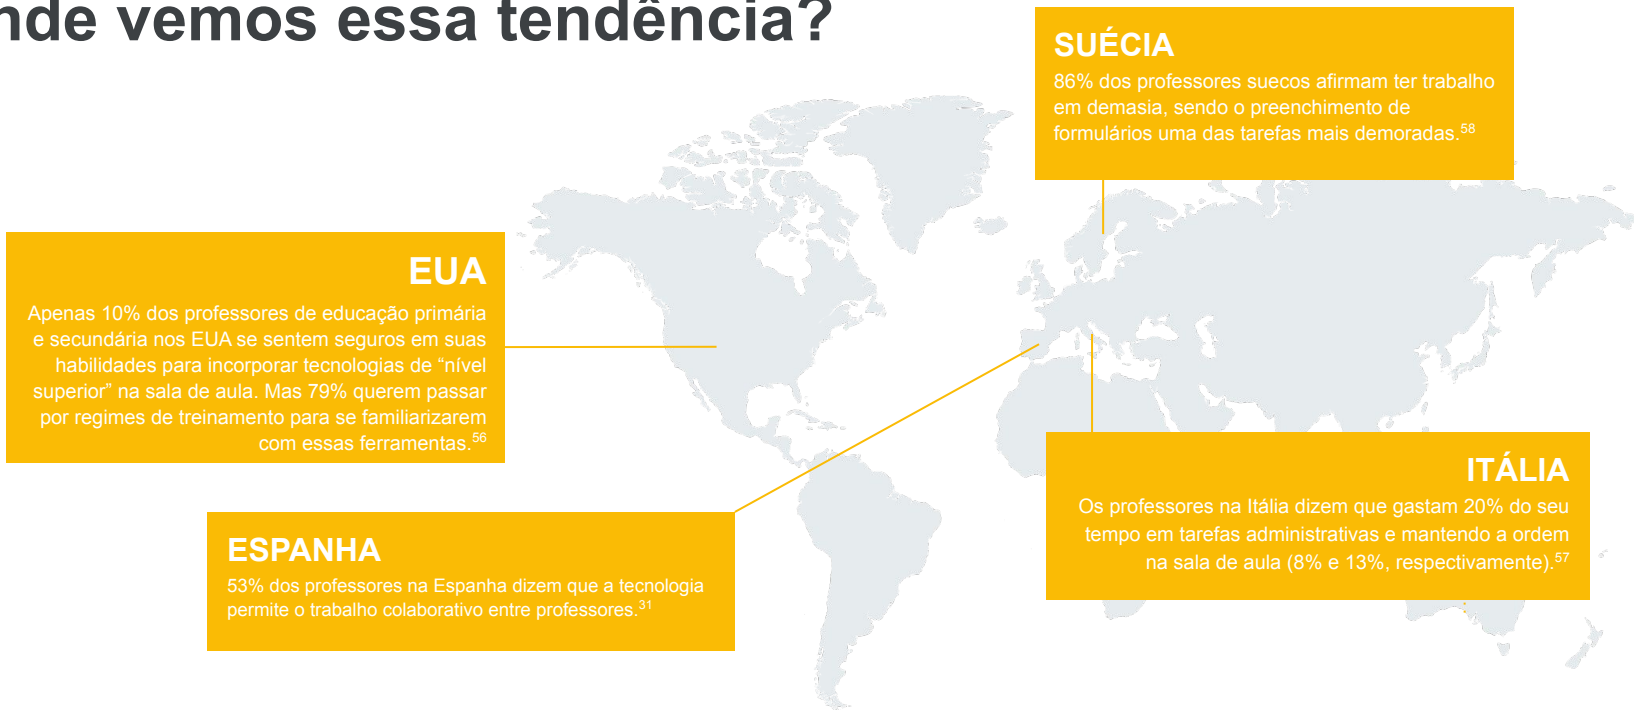 nde vemos essa tendência?
SUÉCIA
86% dos professores suecos afirmam ter trabalho
em demasia, sendo o preenchimento de
formulários uma das tarefas mais demoradas.58
EUA
Apenas 10% dos professores de educação primária
e secundária nos EUA se sentem seguros em suas
habilidades para incorporar tecnologias de “nível
superior” na sala de aula. Mas 79% querem passar
por regimes de treinamento para se familiarizarem
com essas ferramentas.56
ITÁLIA
Os professores na Itália dizem que gastam 20% do seu
tempo em tarefas administrativas e mantendo a ordem
na sala de aula (8% e 13%, respectivamente).57
ESPANHA
53% dos professores na Espanha dizem que a tecnologia
permite o trabalho colaborativo entre professores.31